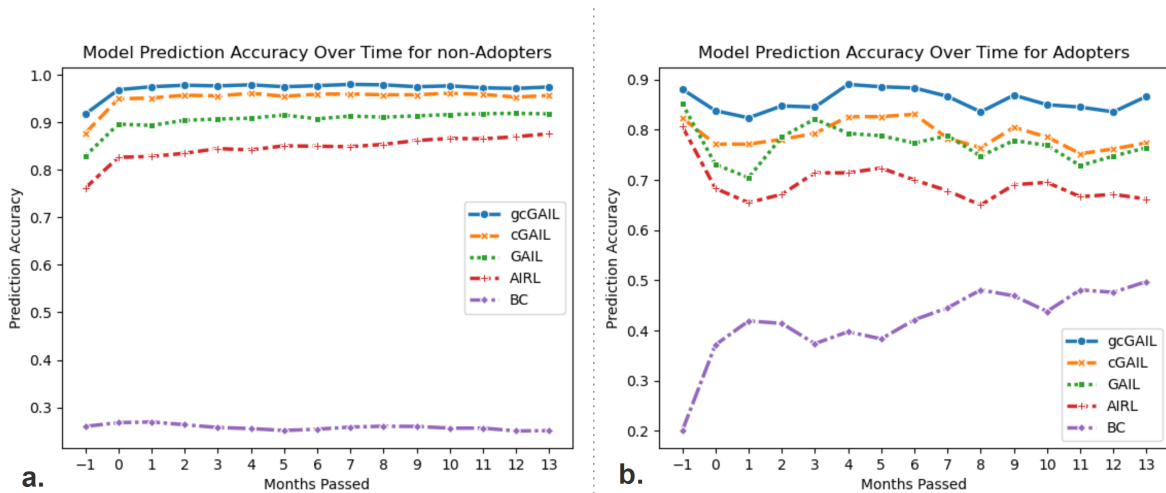 Model Prediction Accuracy Over Time for non-Adopters
1.0
0.9
0.8
0.7
0.6
0.5
0.4
0.3
Prediction Accuracy
gcGAIL
cGAIL
GAIL
AIRL
BC
−1 0 1 2 3 4 5 6 7 8 9 10 11 12 13
Months Passed
a.
Model Prediction Accuracy Over Time for Adopters
0.9
0.8
0.7
0.6
0.5
0.4
0.3
0.2
Prediction Accuracy
gcGAIL
cGAIL
GAIL
AIRL
BC
−1 0 1 2 3 4 5 6 7 8 9 10 11 12 13
Months Passed
b.